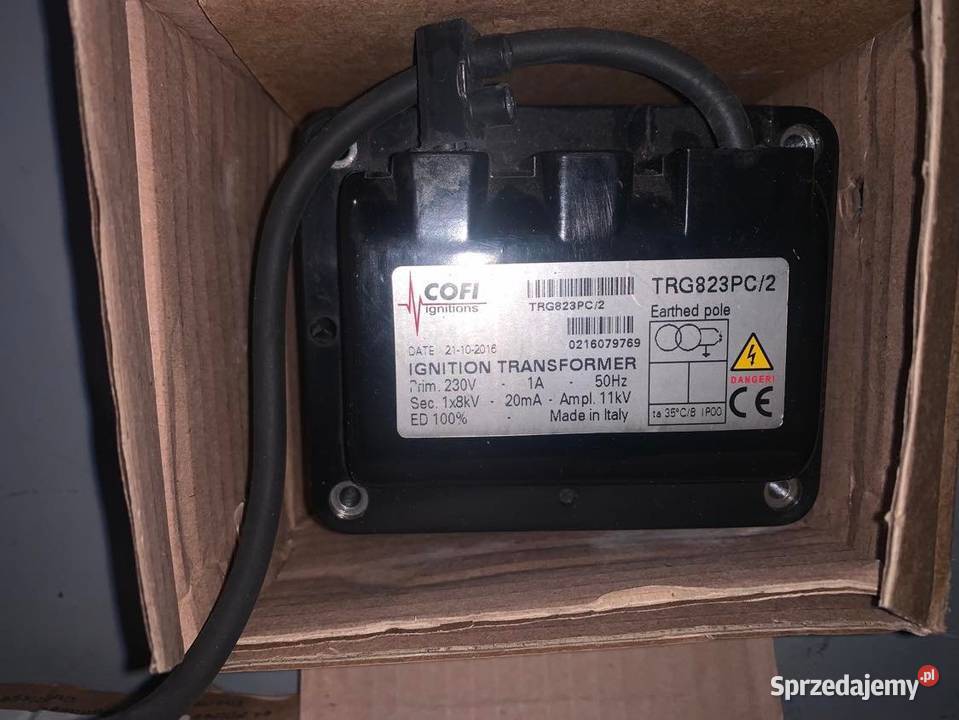 COFI
ignitions
TRG823PC/2
0216079769
DATE 21-10-2016
IGNITION TRANSFORMER
Prim. 230V - 1A - 50Hz
Sec. 1x8kV - 20mA - Ampl. 11kV
ED 100% - Made in Italy
TRG823PC/2
Earthed pole
DANGER!
ta 35°C/8 IP00
CE
Sprzedajemy.pl